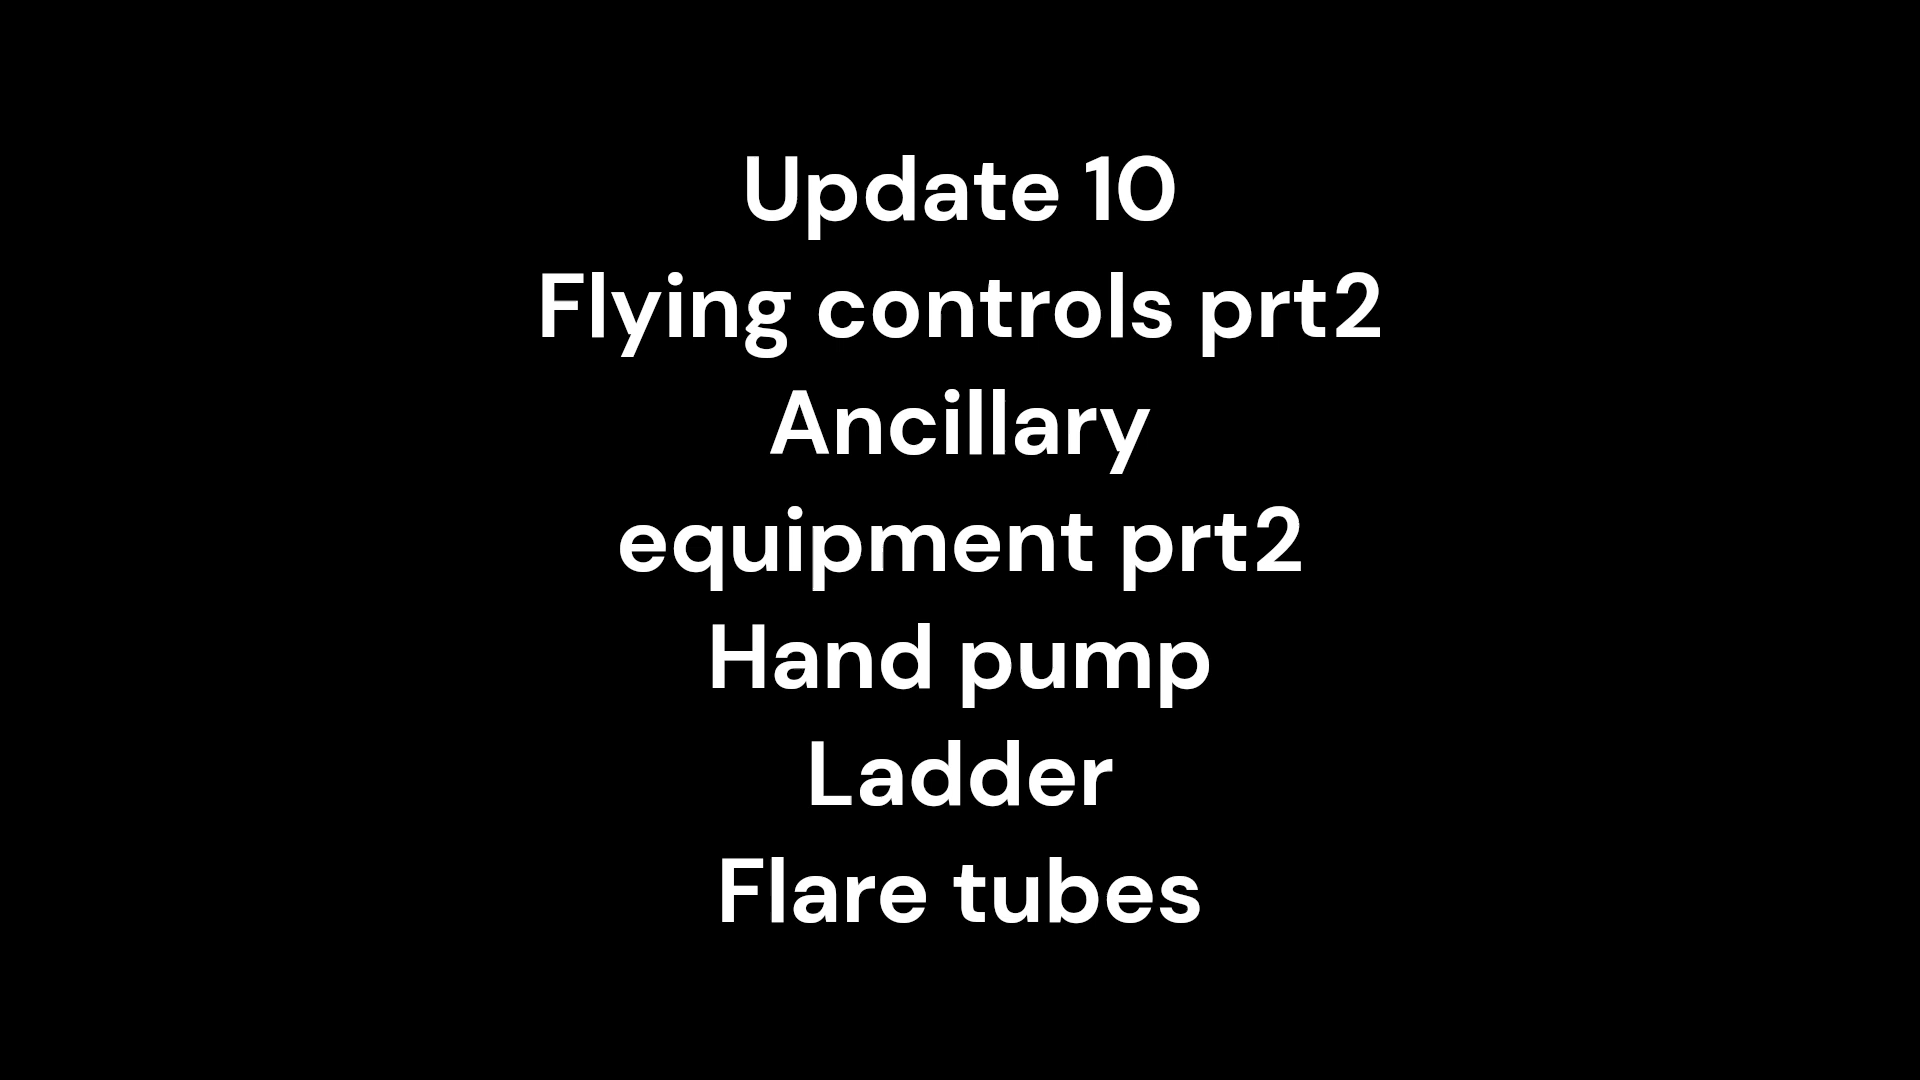 Update 10
Flying controls prt2
Ancillary
equipment prt2
Hand pump
Ladder
Flare tubes